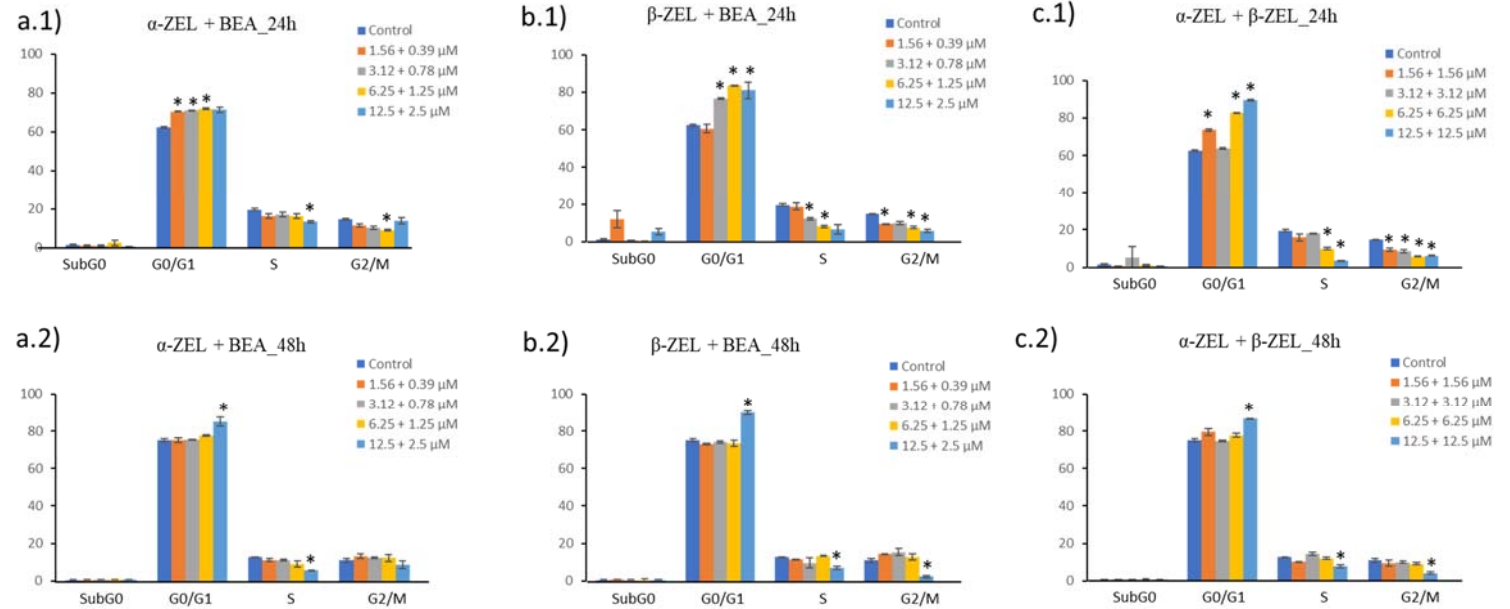 a.1)
α-ZEL + BEA_24h
Control
1.56 + 0.39 µM
3.12 + 0.78 µM
6.25 + 1.25 µM
12.5 + 2.5 µM
100
80
60
40
20
0
* * *
*
*
SubG0 G0/G1 S G2/M
b.1)
β-ZEL + BEA_24h
Control
1.56 + 0.39 µM
3.12 + 0.78 µM
6.25 + 1.25 µM
12.5 + 2.5 µM
100
80
60
40
20
0
* * *
* *
* * *
SubG0 G0/G1 S G2/M
c.1)
α-ZEL + β-ZEL_24h
Control
1.56 + 1.56 µM
3.12 + 3.12 µM
6.25 + 6.25 µM
12.5 + 12.5 µM
100
80
60
40
20
0
* * *
* *
* * * *
SubG0 G0/G1 S G2/M
a.2)
α-ZEL + BEA_48h
Control
1.56 + 0.39 µM
3.12 + 0.78 µM
6.25 + 1.25 µM
12.5 + 2.5 µM
100
80
60
40
20
0
*
*
SubG0 G0/G1 S G2/M
b.2)
β-ZEL + BEA_48h
Control
1.56 + 0.39 µM
3.12 + 0.78 µM
6.25 + 1.25 µM
12.5 + 2.5 µM
100
80
60
40
20
0
*
*
*
SubG0 G0/G1 S G2/M
c.2)
α-ZEL + β-ZEL_48h
Control
1.56 + 1.56 µM
3.12 + 3.12 µM
6.25 + 6.25 µM
12.5 + 12.5 µM
100
80
60
40
20
0
*
*
*
SubG0 G0/G1 S G2/M